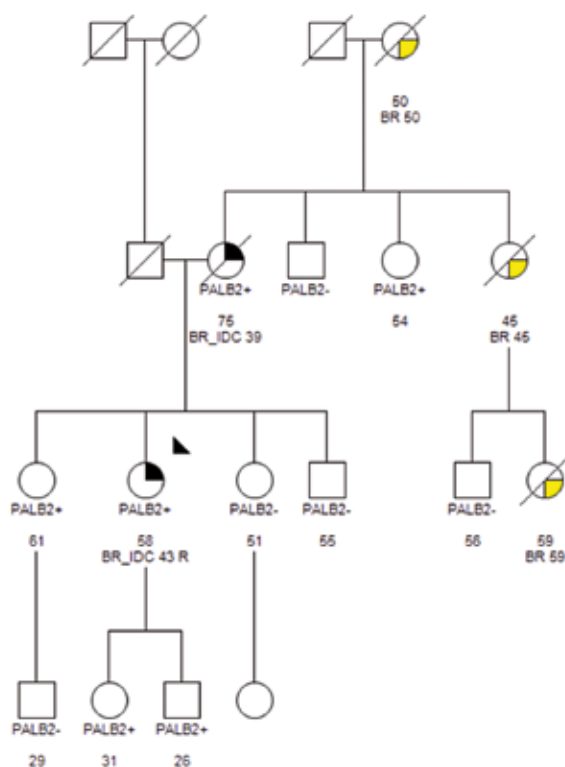 50
BR 50
PALB2+
PALB2-
PALB2+
75
54
45
BR_IDC 39
BR 45
PALB2+
PALB2+
PALB2-
PALB2-
PALB2-
61
58
51
55
56
59
BR_IDC 43 R
BR 59
PALB2-
PALB2+
PALB2+
29
31
26